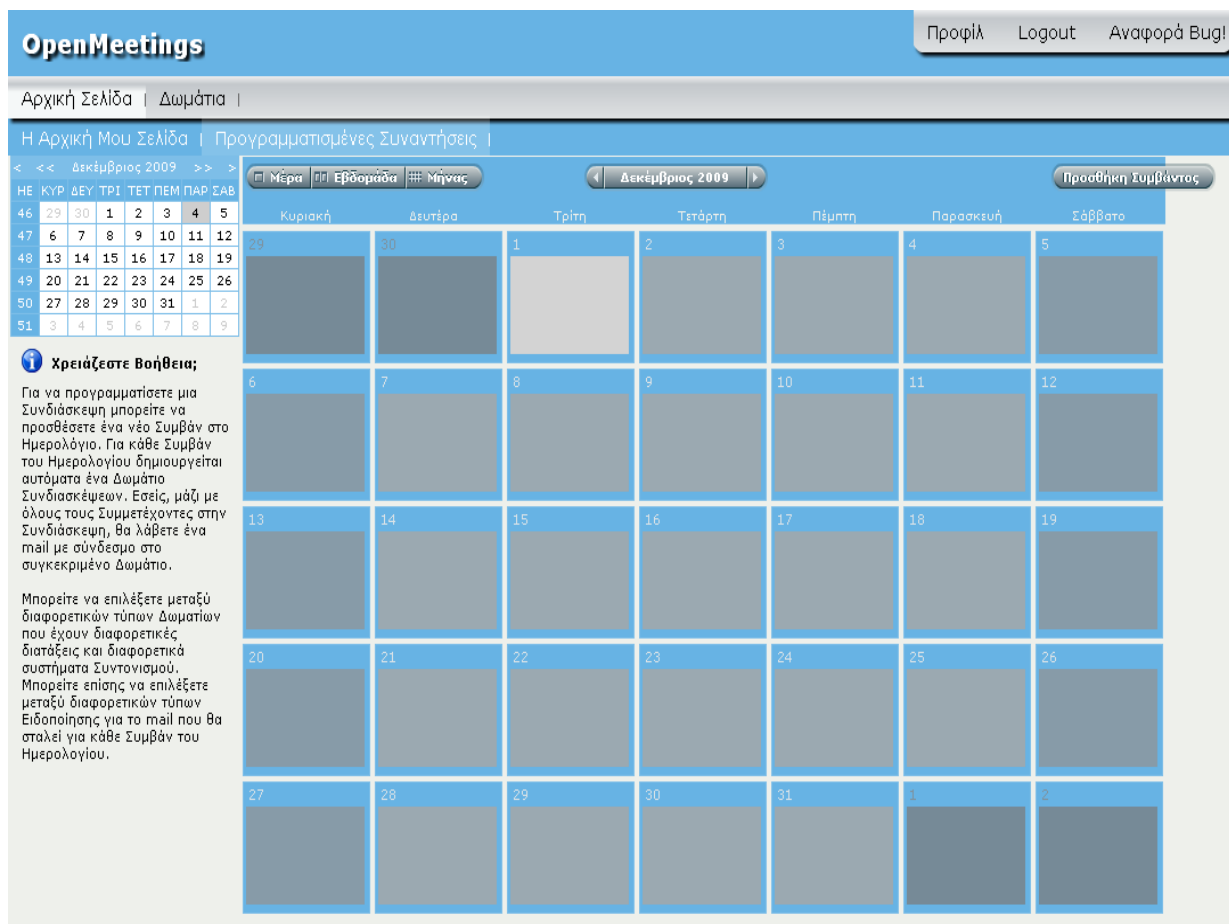 OpenMeetings
Προφίλ Logout Αναφορά Bug!
Αρχική Σελίδα | Δωμάτια |
Η Αρχική Μου Σελίδα | Προγραμματισμένες Συναντήσεις |
< << Δεκέμβριος 2009 >> >
ΗΕ ΚΥΡ ΔΕΥ ΤΡΙ ΤΕΤ ΠΕΜ ΠΑΡ ΣΑΒ
46 29 30 1 2 3 4 5
47 6 7 8 9 10 11 12
48 13 14 15 16 17 18 19
49 20 21 22 23 24 25 26
50 27 28 29 30 31 1 2
51 3 4 5 6 7 8 9
Χρειάζεστε Βοήθεια;
Για να προγραμματίσετε μια
Συνδιάσκεψη μπορείτε να
προσθέσετε ένα νέο Συμβάν στο
Ημερολόγιο. Για κάθε Συμβάν
του Ημερολογίου δημιουργείται
αυτόματα ένα Δωμάτιο
Συνδιασκέψεων. Εσείς, μάζι με
όλους τους Συμμετέχοντες στην
Συνδιάσκεψη, θα λάβετε ένα
mail με σύνδεσμο στο
συγκεκριμένο Δωμάτιο.
Μπορείτε να επιλέξετε μεταξύ
διαφορετικών τύπων Δωματίων
που έχουν διαφορετικές
διατάξεις και διαφορετικά
συστήματα Συντονισμού.
Μπορείτε επίσης να επιλέξετε
μεταξύ διαφορετικών τύπων
Ειδοποίησης για το mail που θα
σταλεί για κάθε Συμβάν του
Ημερολογίου.
Μέρα Εβδομάδα Μήνας
Δεκέμβριος 2009
Προσθήκη Συμβάντος
Κυριακή Δευτέρα Τρίτη Τετάρτη Πέμπτη Παρασκευή Σάββατο
29 30 1 2 3 4 5
6 7 8 9 10 11 12
13 14 15 16 17 18 19
20 21 22 23 24 25 26
27 28 29 30 31 1 2